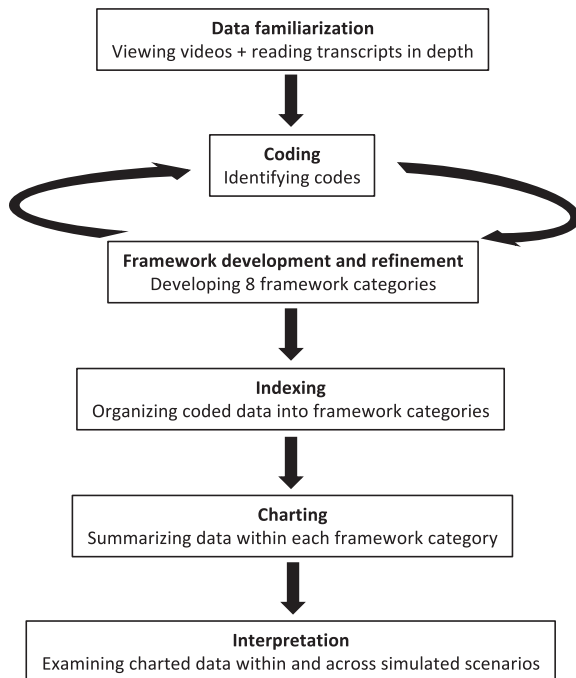 Data familiarization
Viewing videos + reading transcripts in depth
Coding
Identifying codes
Framework development and refinement
Developing 8 framework categories
Indexing
Organizing coded data into framework categories
Charting
Summarizing data within each framework category
Interpretation
Examining charted data within and across simulated scenarios